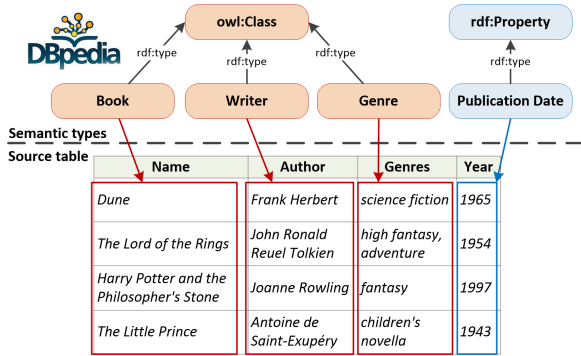 owl:Class
rdf:Property
DBpedia
rdf:type
rdf:type
rdf:type
rdf:type
Book
Writer
Genre
Publication Date
Semantic types
Source table
Name
Author
Genres
Year
Dune
Frank Herbert
science fiction
1965
The Lord of the Rings
John Ronald
Reuel Tolkien
high fantasy,
adventure
1954
Harry Potter and the
Philosopher's Stone
Joanne Rowling
fantasy
1997
The Little Prince
Antoine de
Saint-Exupéry
children's
novella
1943